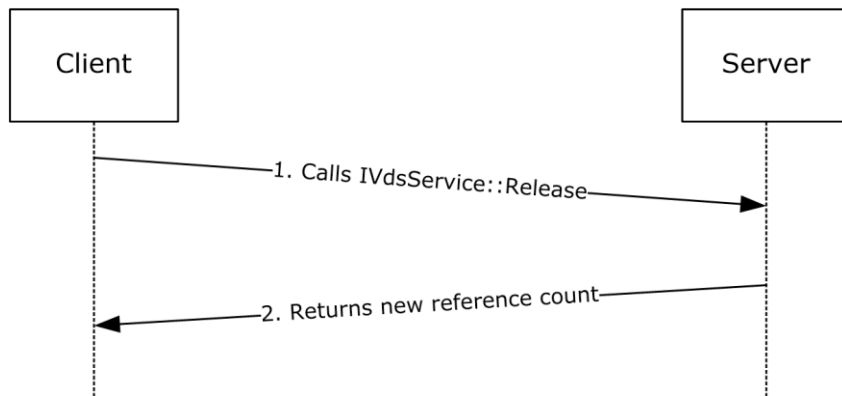 Client
Server
1. Calls IVdsService::Release
2. Returns new reference count